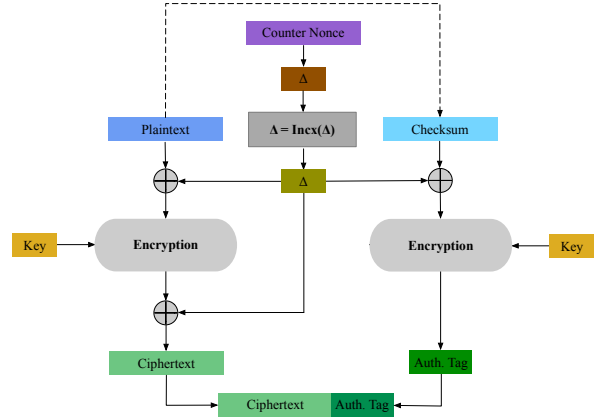 Counter Nonce
Δ
Plaintext
Δ = Incx(Δ)
Checksum
Δ
Key
Encryption
Encryption
Key
Ciphertext
Auth. Tag
Ciphertext
Auth. Tag